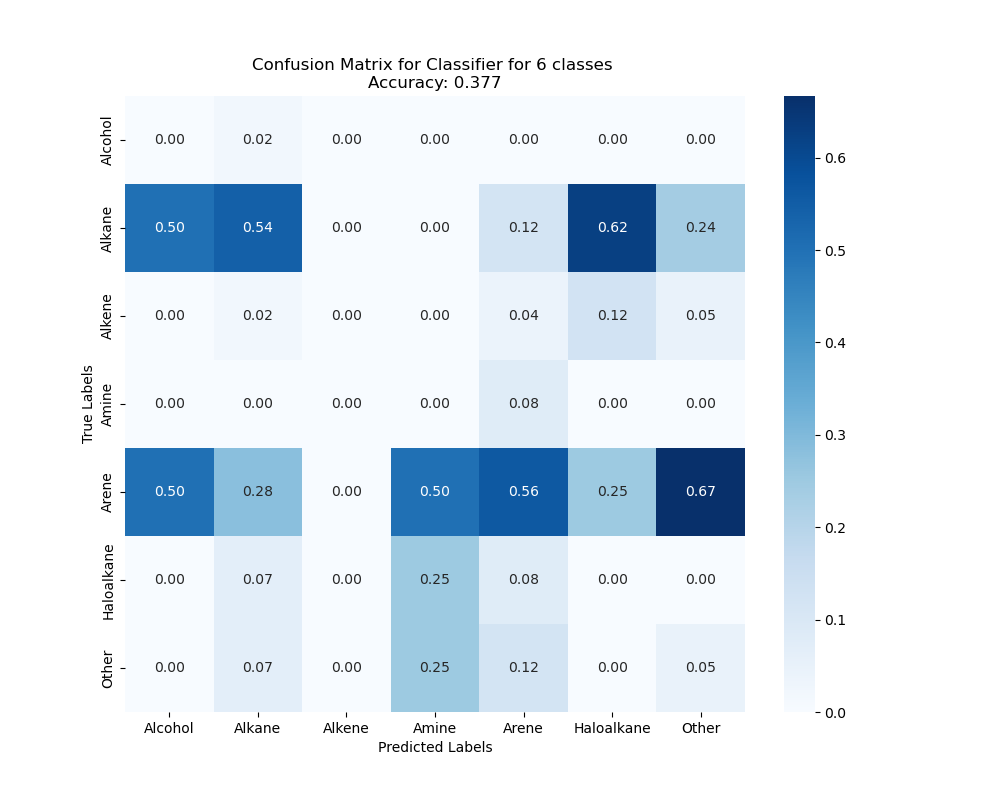 Confusion Matrix for Classifier for 6 classes
Accuracy: 0.377
Alcohol 0.00 0.02 0.00 0.00 0.00 0.00 0.00
Alkane 0.50 0.54 0.00 0.00 0.12 0.62 0.24
Alkene 0.00 0.02 0.00 0.00 0.04 0.12 0.05
Amine 0.00 0.00 0.00 0.00 0.08 0.00 0.00
Arene 0.50 0.28 0.00 0.50 0.56 0.25 0.67
Haloalkane 0.00 0.07 0.00 0.25 0.08 0.00 0.00
Other 0.00 0.07 0.00 0.25 0.12 0.00 0.05
True Labels
Alcohol Alkane Alkene Amine Arene Haloalkane Other
Predicted Labels
0.6
0.5
0.4
0.3
0.2
0.1
0.0